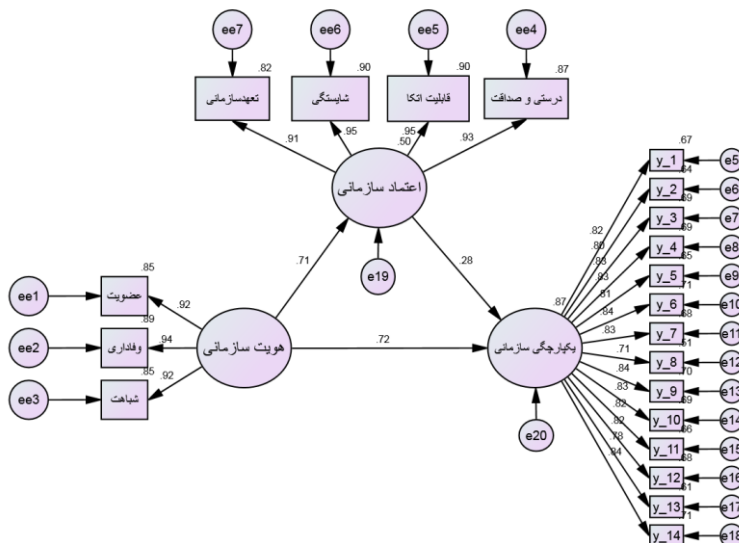 ee7
ee6
ee5
ee4
.82
.90
.90
.87
تعهدسازمانی
شایستگی
قابلیت اتکا
درستی و صداقت
.91
.95
.95
.93
.50
اعتماد سازمانی
e19
.71
.28
.72
ee1
ee2
ee3
.85
عضویت
.89
وفاداری
.85
شباهت
.92
.94
.92
هویت سازمانی
.87
یکپارچگی سازمانی
e20
.67
y_1
e5
.64
y_2
e6
.69
y_3
e7
.69
y_4
e8
.65
y_5
e9
.71
y_6
e10
.68
y_7
e11
.51
y_8
e12
.70
y_9
e13
.69
y_10
e14
.66
y_11
e15
.68
y_12
e16
.61
y_13
e17
.71
y_14
e18
.82
.80
.83
.83
.81
.84
.83
.71
.84
.83
.82
.82
.78
.84